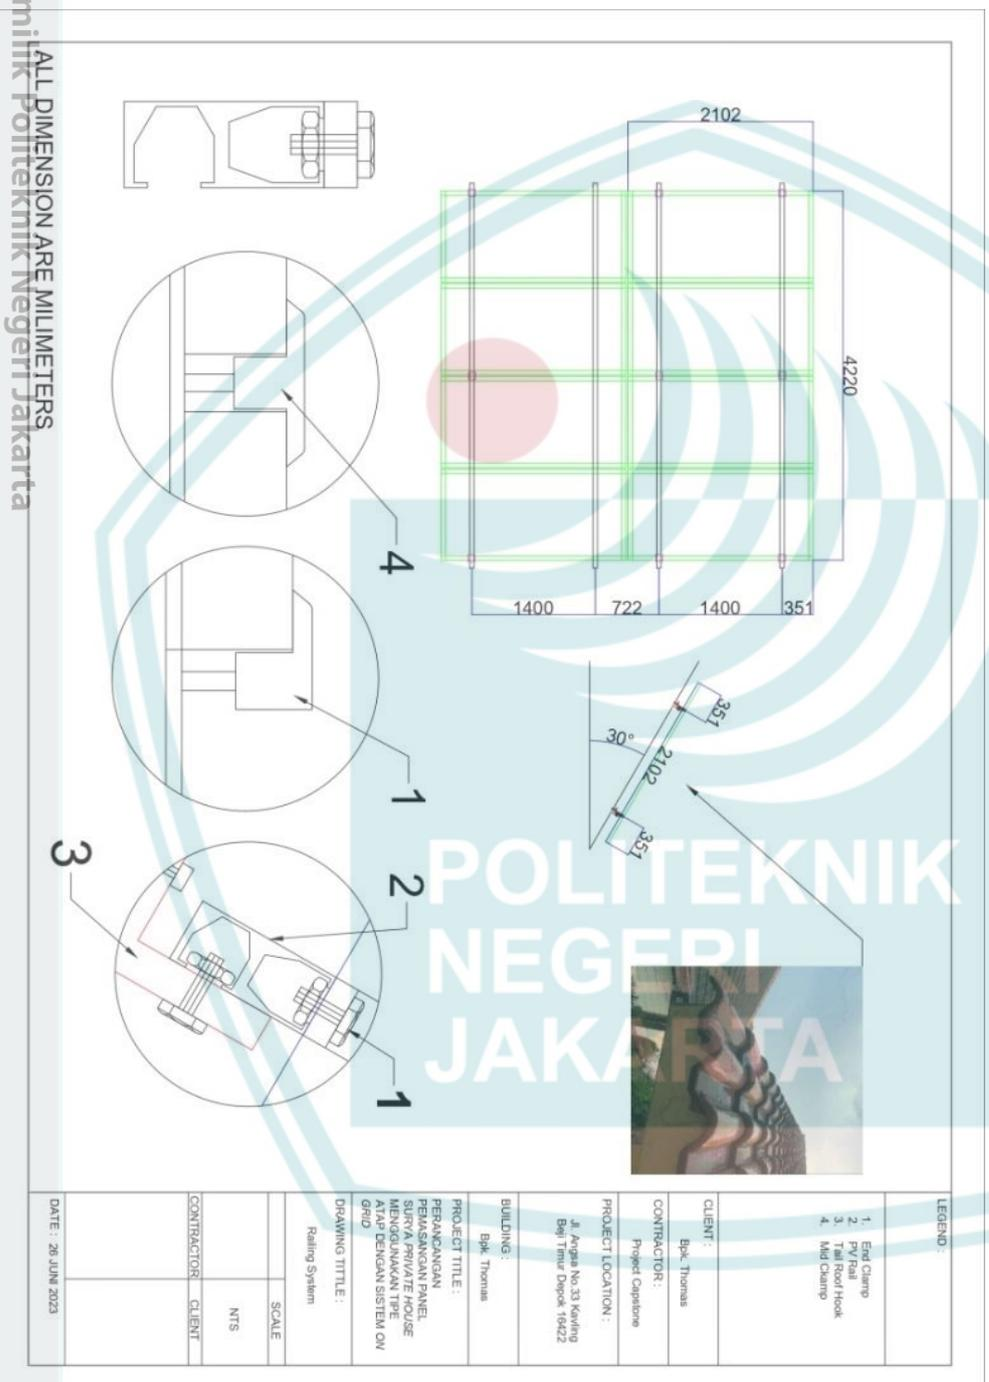 milik Politeknik Negeri Jakarta
ALL DIMENSION ARE MILIMETERS
2102
4220
1400
722
1400
351
351
30°
2102
351
4
1
2
3
1
POLITEKNIK
NEGERI
JAKARTA
LEGEND :
1. End Clamp
2. PV Rail
3. Tail Roof Hook
4. Mid Ckamp
CLIENT :
Bpk. Thomas
CONTRACTOR :
Project Capstone
PROJECT LOCATION :
Jl. Angsa No.33 Kavling
Beji Timur Depok 16422
BUILDING :
Bpk. Thomas
PROJECT TITLE :
PERANCANGAN
PEMASANGAN PANEL
SURYA PRIVATE HOUSE
MENGGUNAKAN TIPE
ATAP DENGAN SISTEM ON
GRID
DRAWING TITTLE :
Railing System
SCALE
NTS
CONTRACTOR
CLIENT
DATE : 26 JUNI 2023